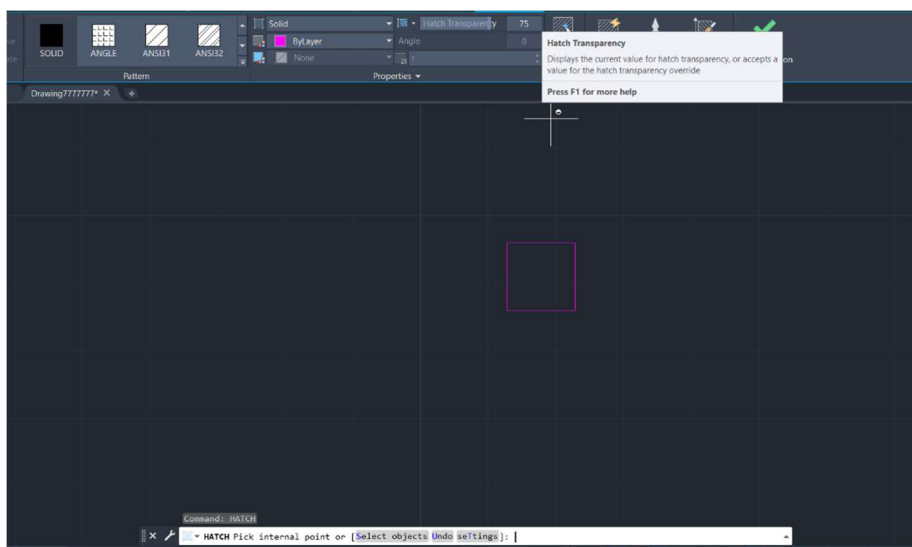 Solid
Hatch Transparency 75
SOLID ANGLE ANSI31 ANSI32
ByLayer
Angle 0
None
1
Pattern
Properties
Hatch Transparency
Displays the current value for hatch transparency, or accepts a
value for the hatch transparency override
Press F1 for more help
on
Drawing7777777* X +
Command: HATCH
HATCH Pick internal point or [Select objects Undo seTtings]: